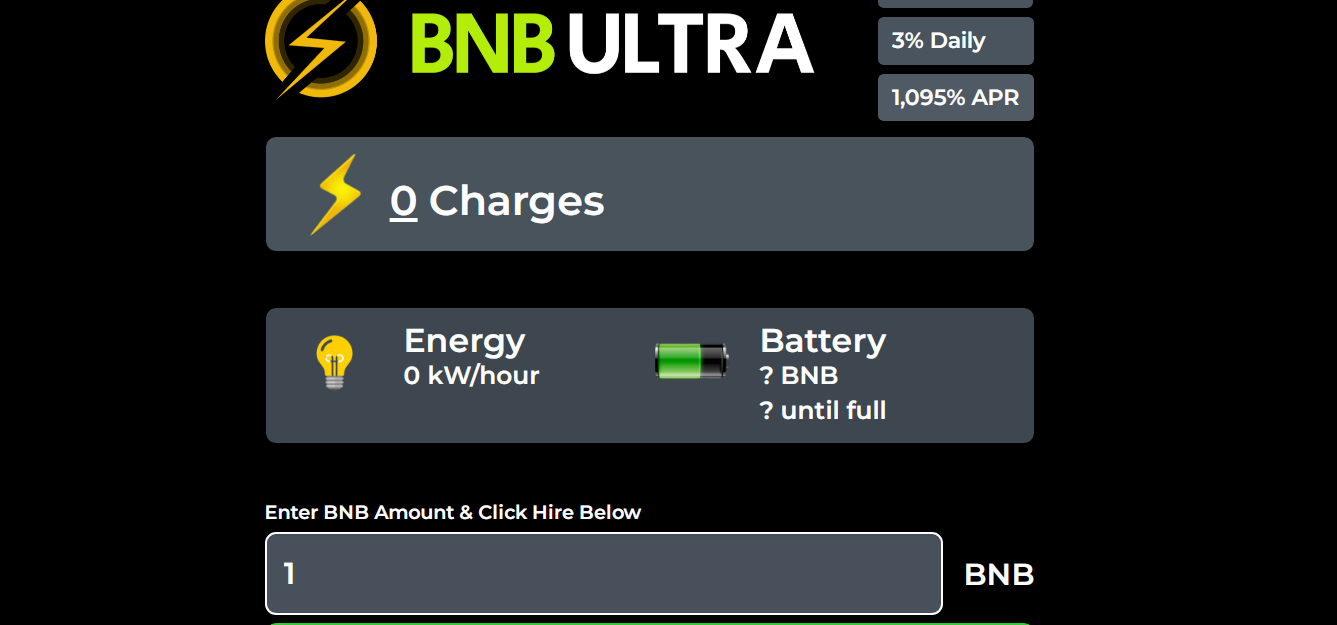 BNB ULTRA
3% Daily
1,095% APR
0 Charges
Energy
0 kW/hour
Battery
? BNB
? until full
Enter BNB Amount & Click Hire Below
1
BNB